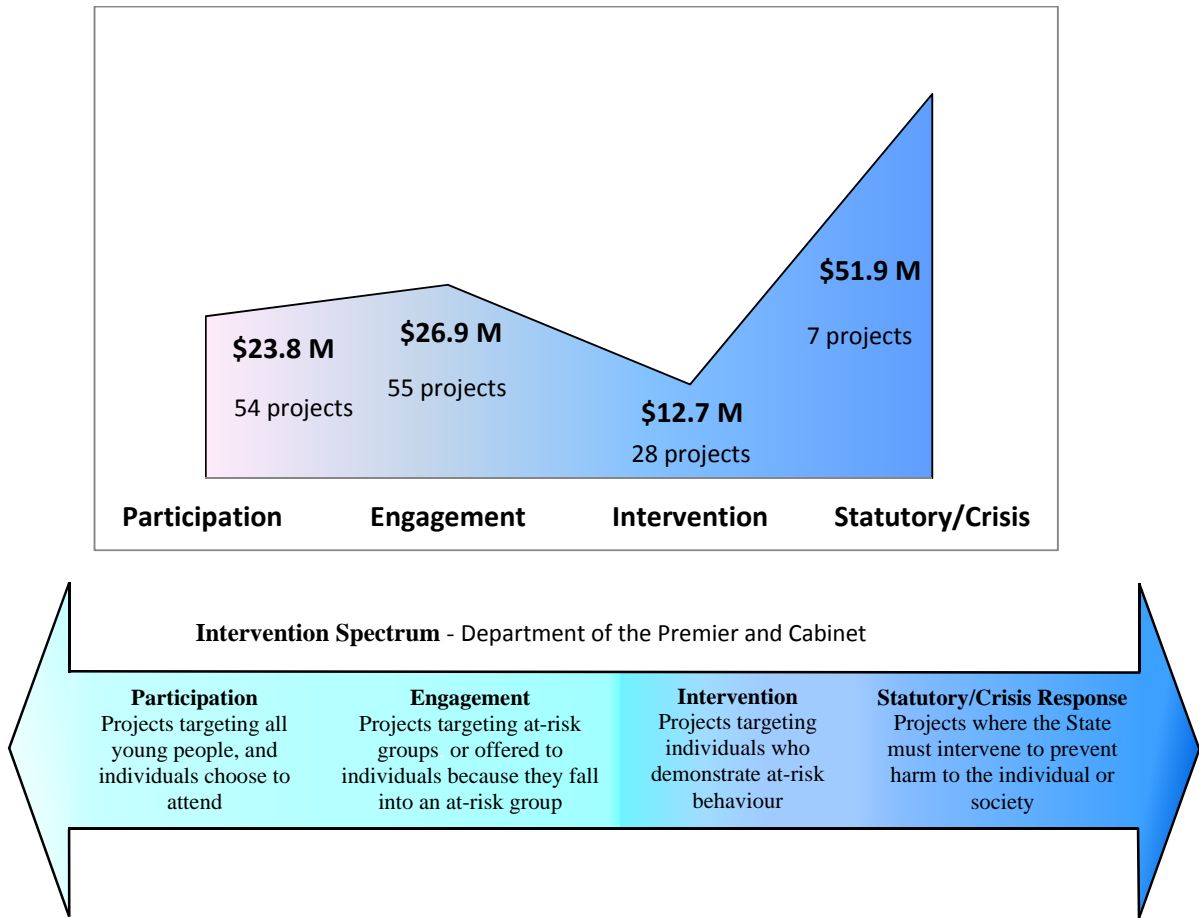 $51.9 M
7 projects
$23.8 M
54 projects
$26.9 M
55 projects
$12.7 M
28 projects
Participation
Engagement
Intervention
Statutory/Crisis
Intervention Spectrum - Department of the Premier and Cabinet
Participation
Projects targeting all
young people, and
individuals choose to
attend
Engagement
Projects targeting at-risk
groups or offered to
individuals because they fall
into an at-risk group
Intervention
Projects targeting
individuals who
demonstrate at-risk
behaviour
Statutory/Crisis Response
Projects where the State
must intervene to prevent
harm to the individual or
society